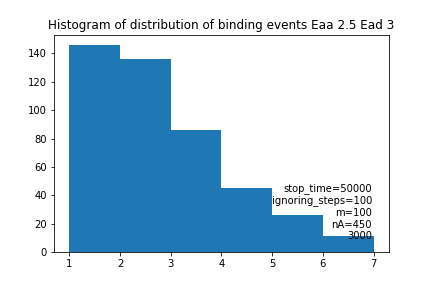 Histogram of distribution of binding events Eaa 2.5 Ead 3
140
120
100
80
60
40
20
0
stop_time=50000
ignoring_steps=100
m=100
nA=450
3000
1 2 3 4 5 6 7